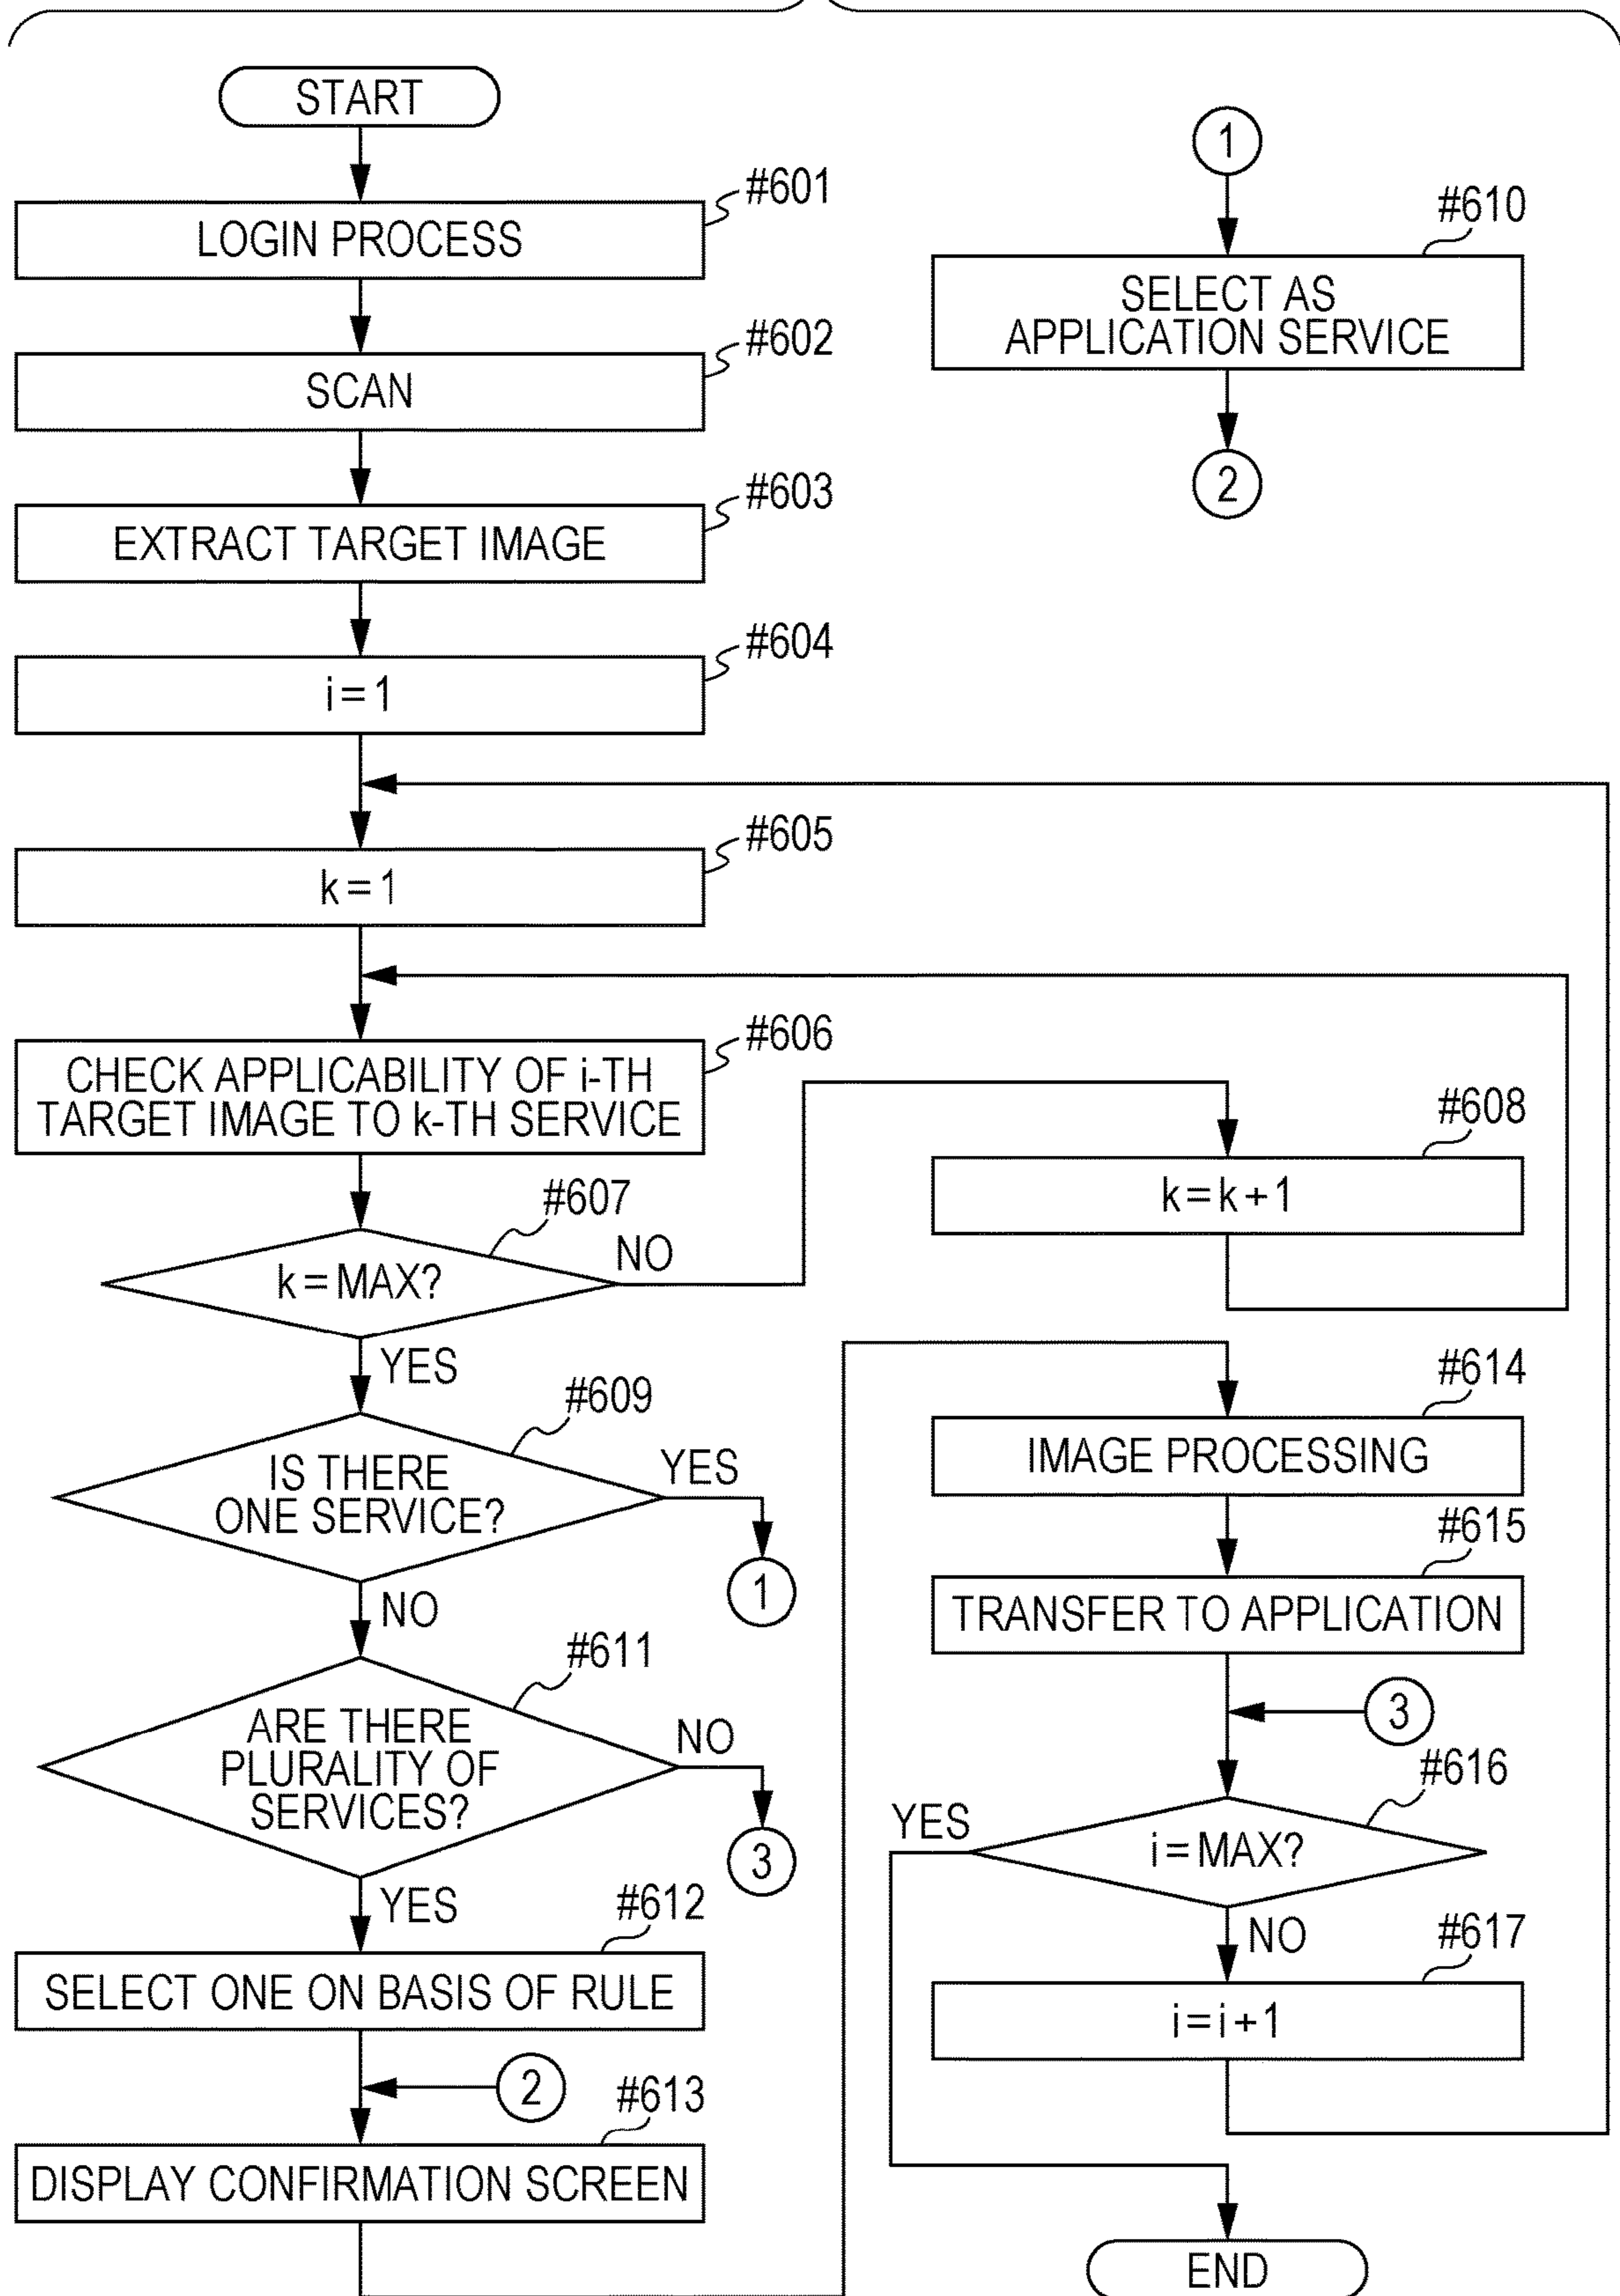 START
#601
LOGIN PROCESS
#602
SCAN
#603
EXTRACT TARGET IMAGE
#604
i=1
#605
k=1
#606
CHECK APPLICABILITY OF i-TH
TARGET IMAGE TO k-TH SERVICE
#607
k=MAX?
NO
YES
#609
IS THERE
ONE SERVICE?
YES
1
NO
#611
ARE THERE
PLURALITY OF
SERVICES?
NO
3
YES
#612
SELECT ONE ON BASIS OF RULE
2
#613
DISPLAY CONFIRMATION SCREEN
1
#610
SELECT AS
APPLICATION SERVICE
2
#608
k=k+1
#614
IMAGE PROCESSING
#615
TRANSFER TO APPLICATION
3
#616
YES
i=MAX?
NO
#617
i=i+1
END